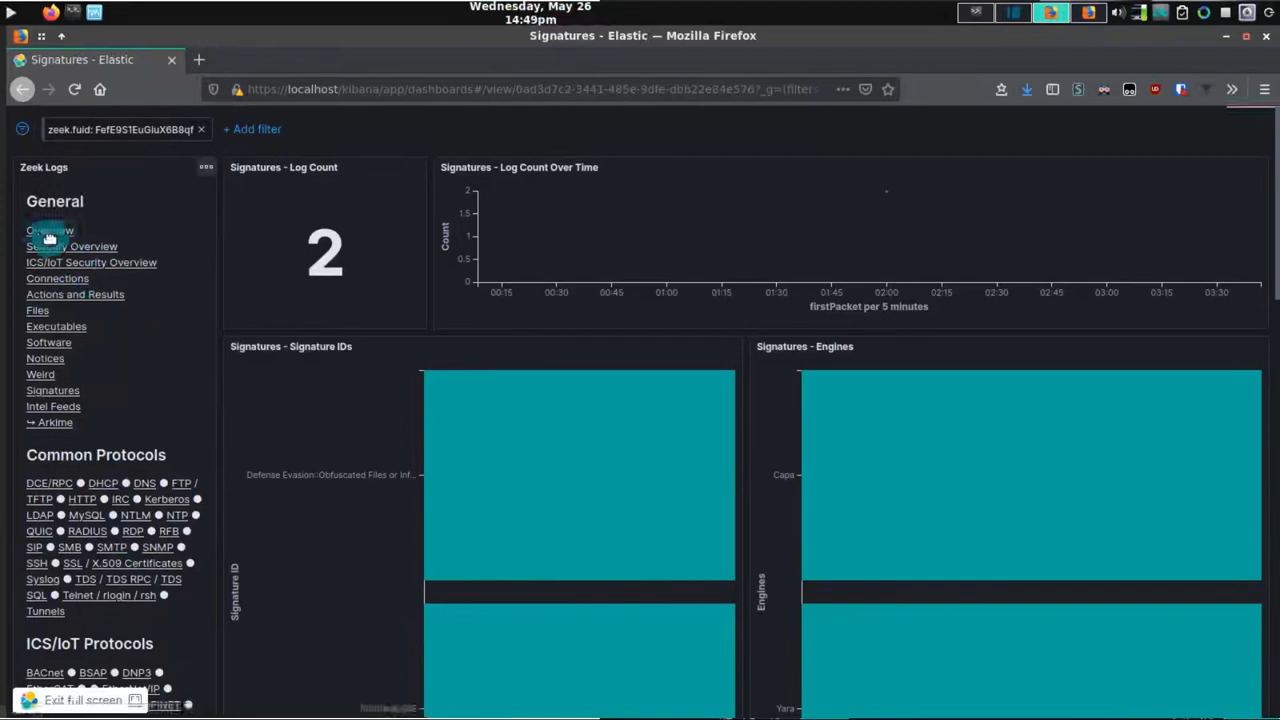 Wednesday, May 26
14:49pm
Signatures - Elastic — Mozilla Firefox
Signatures - Elastic
https://localhost/kibana/app/dashboards#/view/0ad3d7c2-3441-485e-9dfe-dbb22e84e576?_g=(filters
zeek.fuid: FefE9S1EuGluX6B8qf
+ Add filter
Zeek Logs
General
Overview
Security Overview
ICS/IoT Security Overview
Connections
Actions and Results
Files
Executables
Software
Notices
Weird
Signatures
Intel Feeds
↪ Arkime
Common Protocols
DCE/RPC ● DHCP ● DNS ● FTP /
TFTP ● HTTP ● IRC ● Kerberos ●
LDAP ● MySQL ● NTLM ● NTP ●
QUIC ● RADIUS ● RDP ● RFB ●
SIP ● SMB ● SMTP ● SNMP ●
SSH ● SSL / X.509 Certificates ●
Syslog ● TDS / TDS RPC / TDS
SQL ● Telnet / rlogin / rsh ●
Tunnels
ICS/IoT Protocols
BACnet ● BSAP ● DNP3 ●
Exit full screen
Signatures - Log Count
2
Signatures - Log Count Over Time
Count
2
1.5
1
0.5
0
00:15 00:30 00:45 01:00 01:15 01:30 01:45 02:00 02:15 02:30 02:45 03:00 03:15 03:30
firstPacket per 5 minutes
Signatures - Signature IDs
Signature ID
Defense Evasion::Obfuscated Files or Inf...
Signatures - Engines
Engines
Capa
Yara